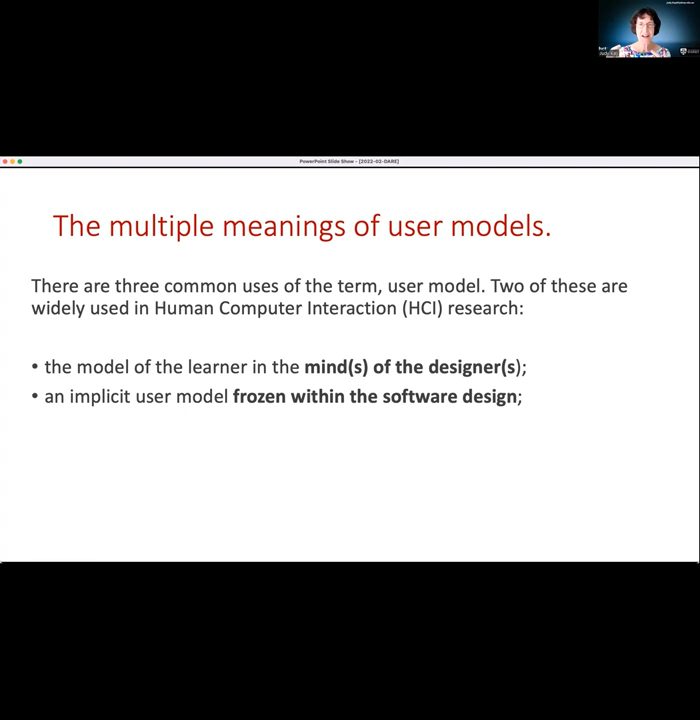 PowerPoint Slide Show - [2022-02-DARE]
The multiple meanings of user models.
There are three common uses of the term, user model. Two of these are
widely used in Human Computer Interaction (HCI) research:
• the model of the learner in the mind(s) of the designer(s);
• an implicit user model frozen within the software design;